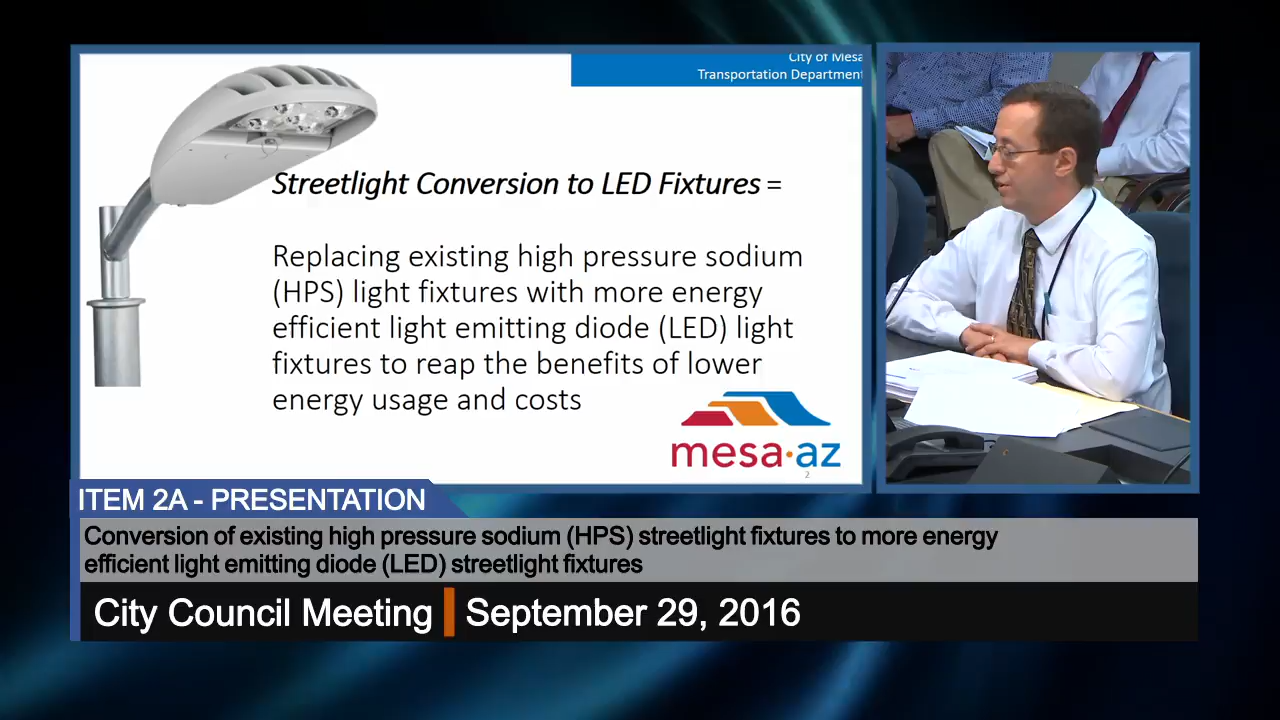 City of Mesa
Transportation Department
Streetlight Conversion to LED Fixtures =
Replacing existing high pressure sodium
(HPS) light fixtures with more energy
efficient light emitting diode (LED) light
fixtures to reap the benefits of lower
energy usage and costs
mesa·az
2
ITEM 2A - PRESENTATION
Conversion of existing high pressure sodium (HPS) streetlight fixtures to more energy
efficient light emitting diode (LED) streetlight fixtures
City Council Meeting September 29, 2016